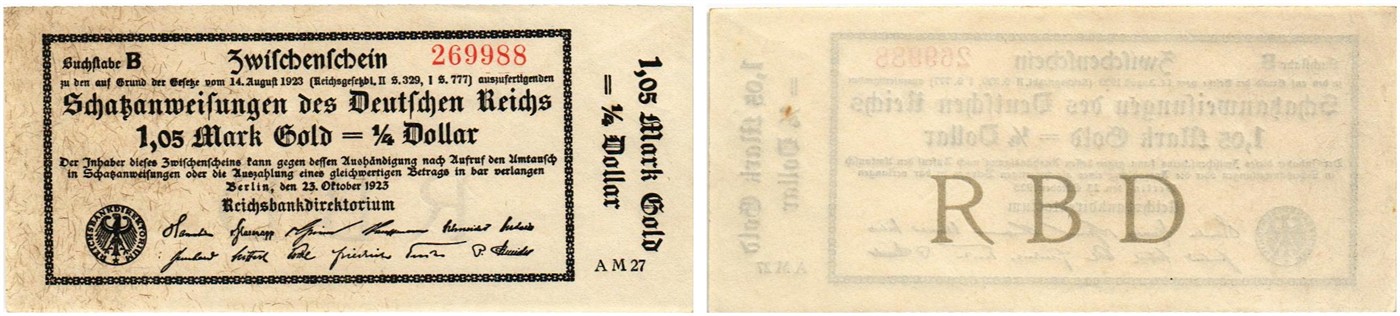 Buchstabe B Zwischenschein 269988
zu den auf Grund der Gesetze vom 14. August 1923 (Reichsgesetzbl. II S. 329, I S. 777) auszufertigenden
Schatzanweisungen des Deutschen Reichs
1,05 Mark Gold = ¼ Dollar
Der Inhaber dieses Zwischenscheins kann gegen dessen Aushändigung nach Aufruf den Umtausch
in Schatzanweisungen oder die Auszahlung eines gleichwertigen Betrags in bar verlangen
Berlin, den 23. Oktober 1923
Reichsbankdirektorium
REICHSBANKDIREKTORIUM
1,05 Mark Gold
= ¼ Dollar
A M 27
R B D